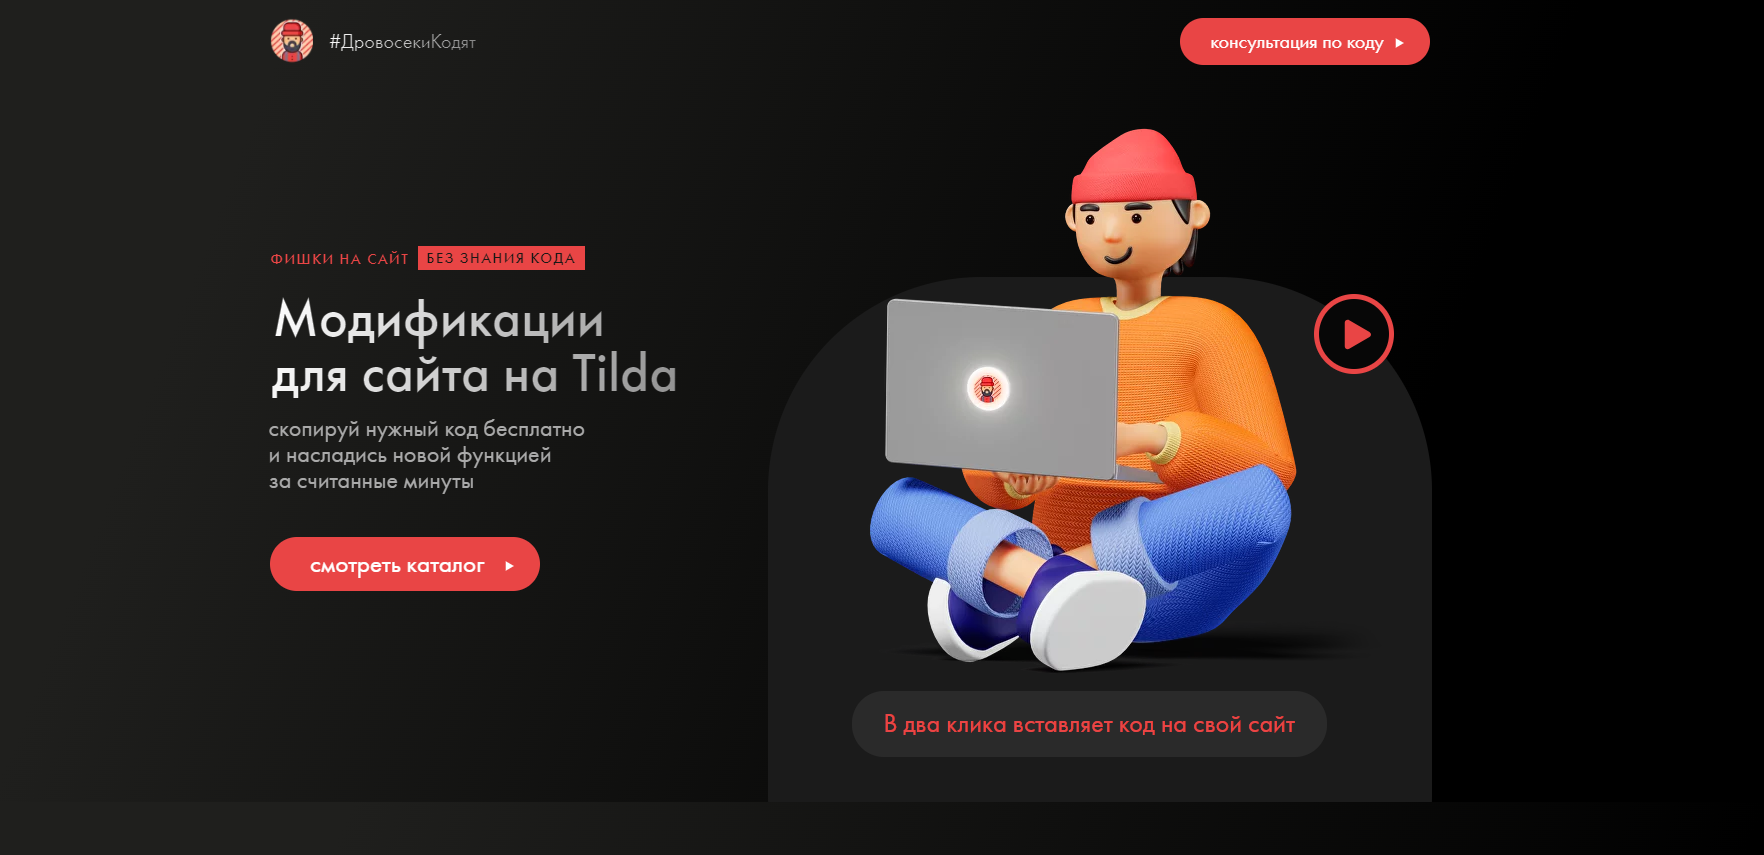 #ДровосекиКодят
консультация по коду
ФИШКИ НА САЙТ БЕЗ ЗНАНИЯ КОДА
Модификации
для сайта на Tilda
скопируй нужный код бесплатно
и насладись новой функцией
за считанные минуты
смотреть каталог
В два клика вставляет код на свой сайт